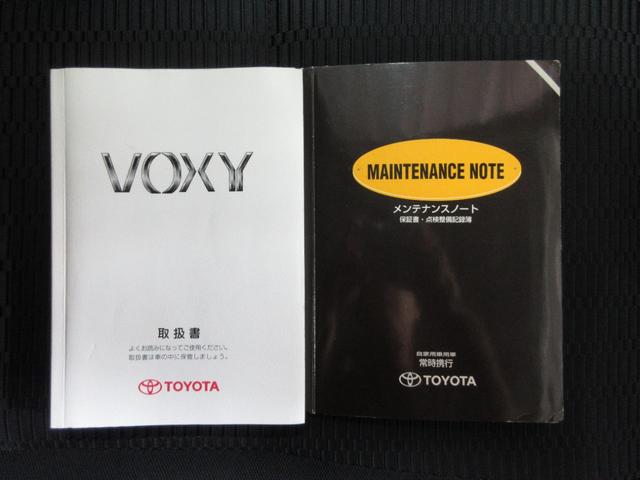 VOXY
取扱書
よくお読みになってご使用ください。
取扱書は車の中に保管しましょう。
TOYOTA
MAINTENANCE NOTE
メンテナンスノート
保証書・点検整備記録簿
自家用乗用車
常時携行
TOYOTA